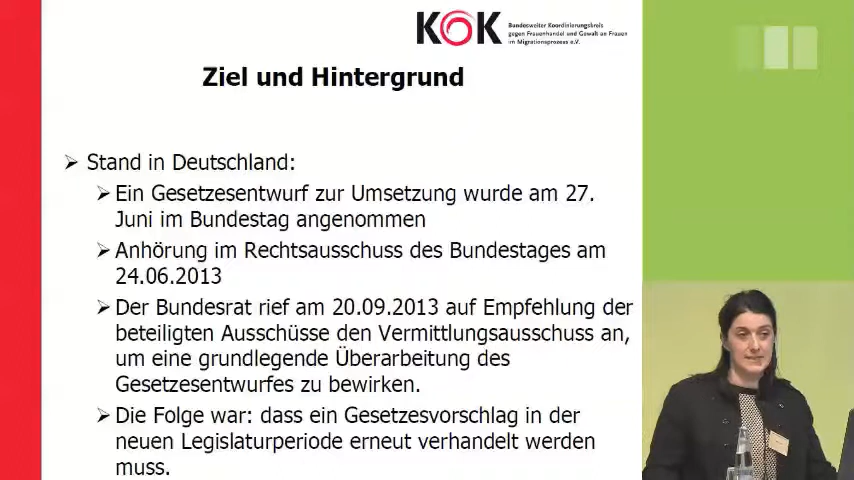 KOK
Bundesweiter Koordinierungskreis
gegen Frauenhandel und Gewalt an Frauen
im Migrationsprozess e.V.
Ziel und Hintergrund
➢ Stand in Deutschland:
➢ Ein Gesetzesentwurf zur Umsetzung wurde am 27.
Juni im Bundestag angenommen
➢ Anhörung im Rechtsausschuss des Bundestages am
24.06.2013
➢ Der Bundesrat rief am 20.09.2013 auf Empfehlung der
beteiligten Ausschüsse den Vermittlungsausschuss an,
um eine grundlegende Überarbeitung des
Gesetzesentwurfes zu bewirken.
➢ Die Folge war: dass ein Gesetzesvorschlag in der
neuen Legislaturperiode erneut verhandelt werden
muss.